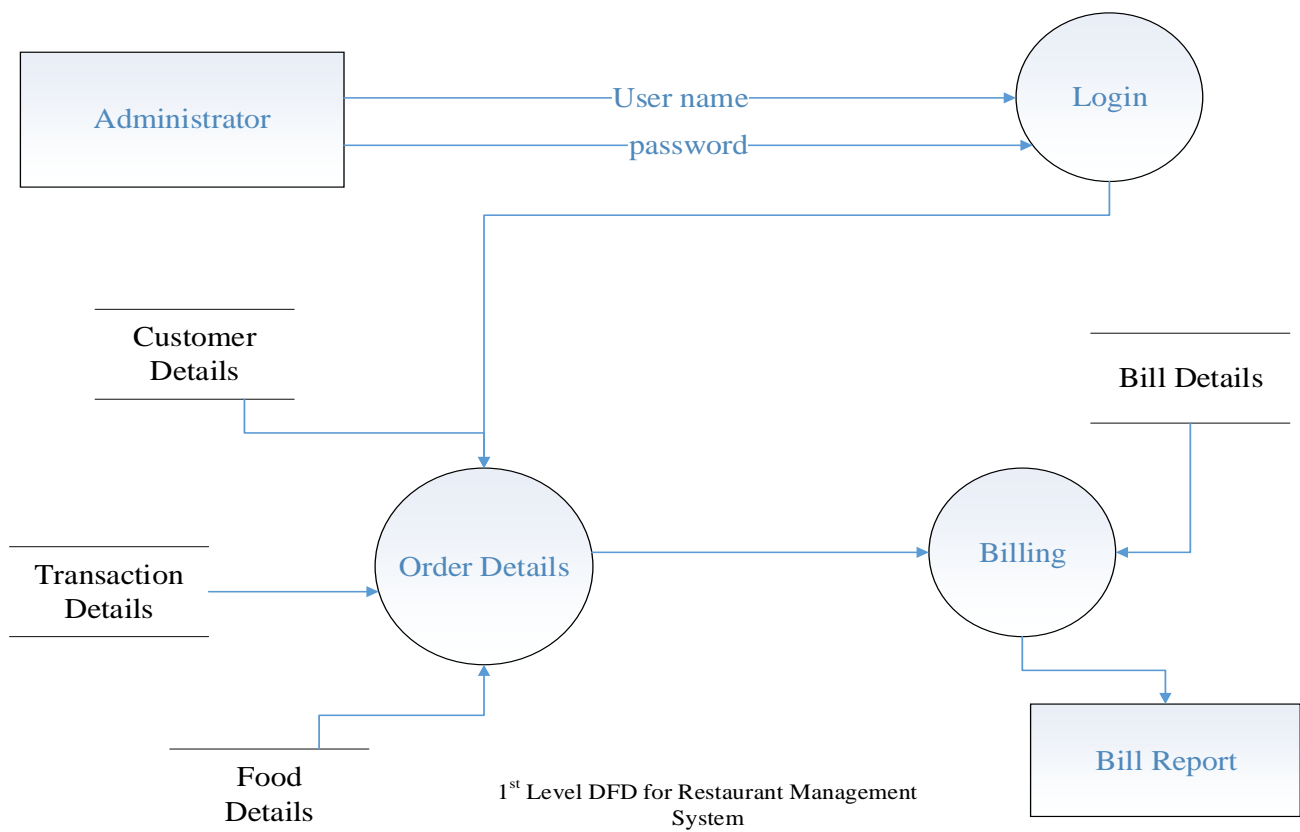 User name
Login
Administrator
password
Customer
Details
Bill Details
Order Details
Billing
Transaction
Details
Food
Details
Bill Report
1st Level DFD for Restaurant Management
System